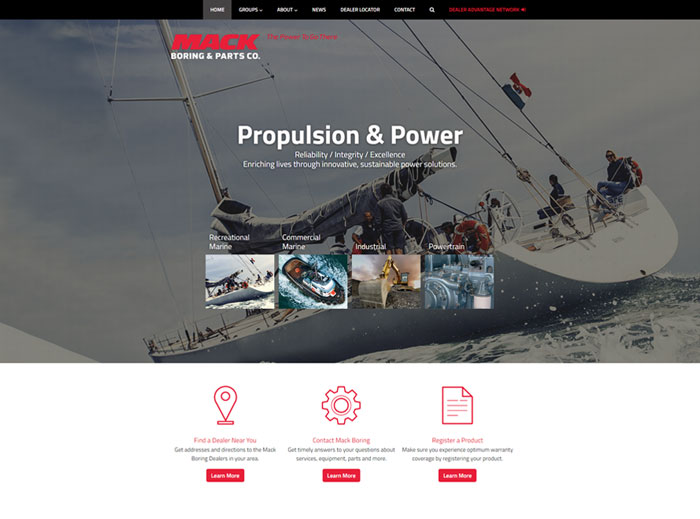 HOME GROUPS ABOUT NEWS DEALER LOCATOR CONTACT DEALER ADVANTAGE NETWORK
MACK The Power To Go There
BORING & PARTS CO.
Propulsion & Power
Reliability / Integrity / Excellence
Enriching lives through innovative, sustainable power solutions.
Recreational
Marine
Commercial
Marine
Industrial
Powertrain
Find a Dealer Near You
Get addresses and directions to the Mack
Boring Dealers in your area.
Learn More
Contact Mack Boring
Get timely answers to your questions about
services, equipment, parts and more.
Learn More
Register a Product
Make sure you experience optimum warranty
coverage by registering your product.
Learn More